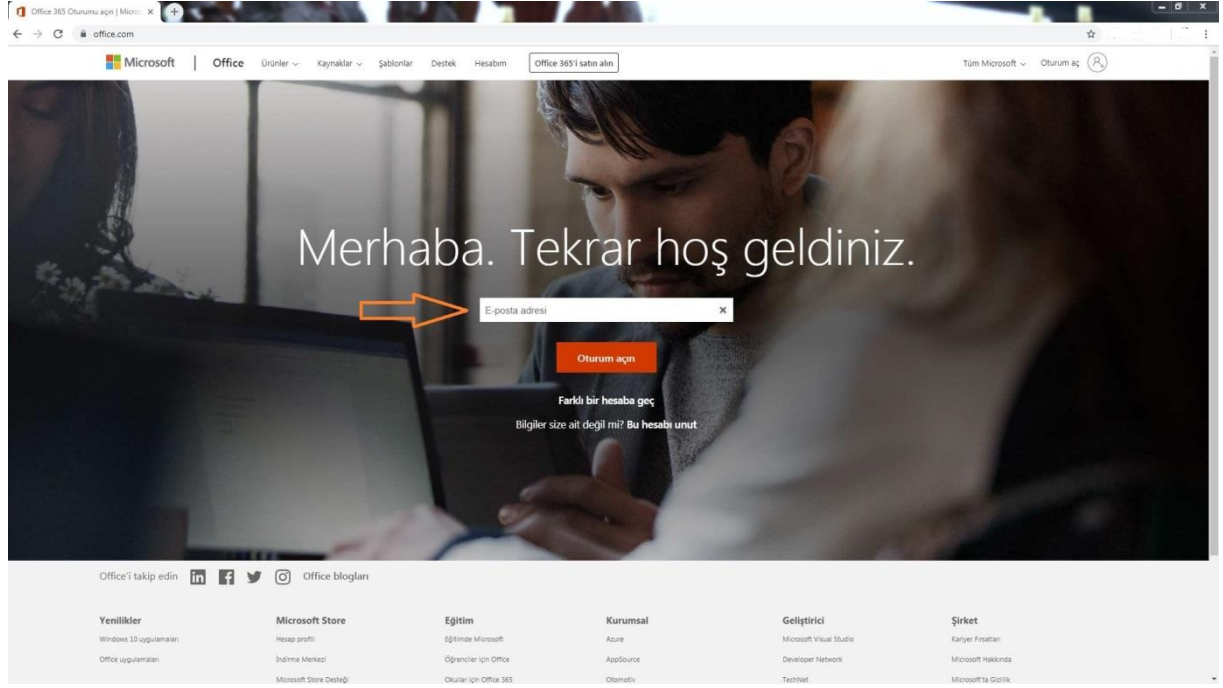 Office 365 Oturumu açın | Micro
office.com
Microsoft | Office Ürünler Kaynaklar Şablonlar Destek Hesabım Office 365'i satın alın Tüm Microsoft Oturum aç
Merhaba. Tekrar hoş geldiniz.
E-posta adresi
Oturum açın
Farklı bir hesaba geç
Bilgiler size ait değil mi? Bu hesabı unut
Office'i takip edin Office blogları
Yenilikler Microsoft Store Eğitim Kurumsal Geliştirici Şirket
Windows 10 uygulamaları Hesap profili Eğitimde Microsoft Azure Microsoft Visual Studio Kariyer Fırsatları
Office uygulamaları İndirme Merkezi Öğrenciler için Office AppSource Developer Network Microsoft Hakkında
Microsoft Store Desteği Okullar için Office 365 Otomotiv TechNet Microsoft'ta Gizlilik